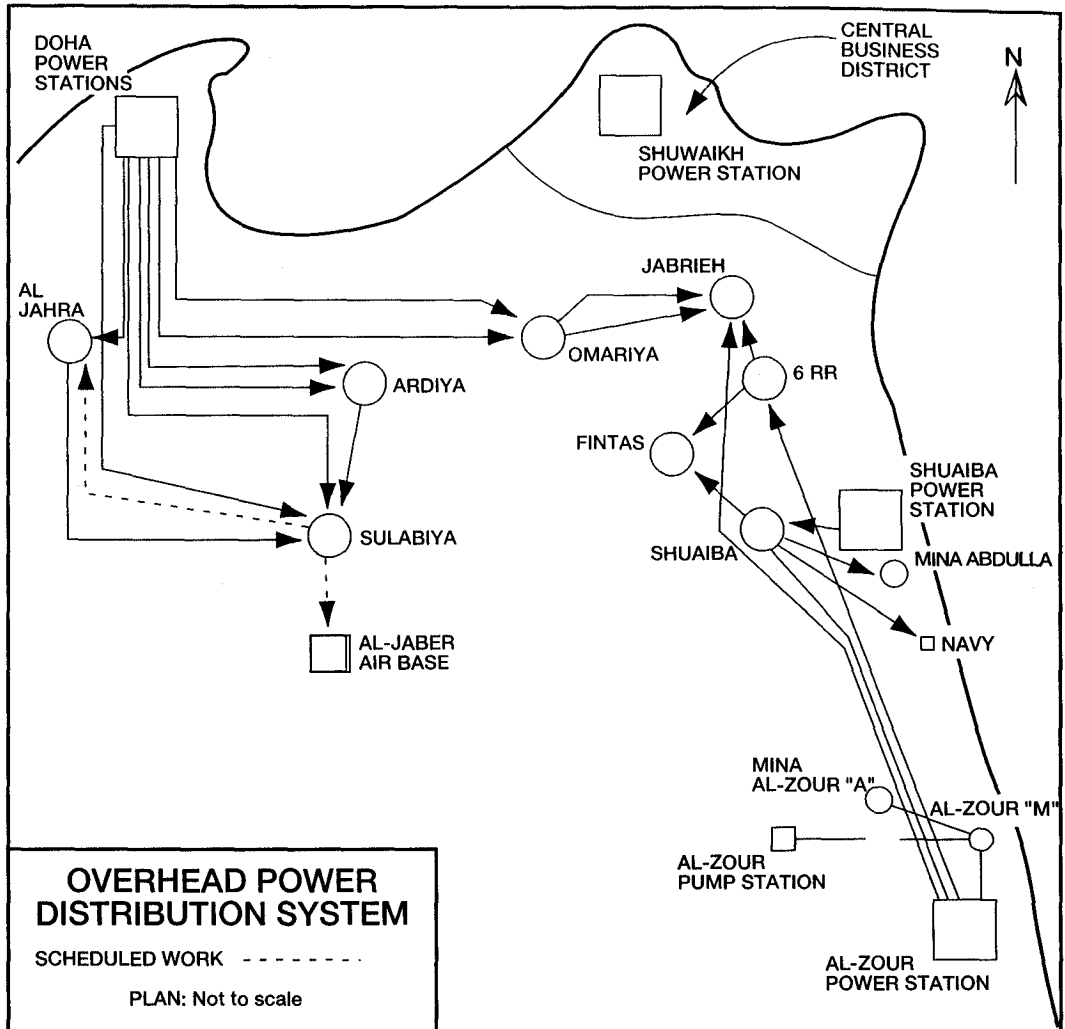 DOHA
POWER
STATIONS
CENTRAL
BUSINESS
DISTRICT
N
SHUWAIKH
POWER STATION
JABRIEH
AL
JAHRA
OMARIYA
6 RR
ARDIYA
FINTAS
SHUAIBA
POWER
STATION
SULABIYA
SHUAIBA
MINA ABDULLA
AL-JABER
AIR BASE
NAVY
MINA
AL-ZOUR "A"
AL-ZOUR "M"
AL-ZOUR
PUMP STATION
OVERHEAD POWER
DISTRIBUTION SYSTEM
SCHEDULED WORK
PLAN: Not to scale
AL-ZOUR
POWER STATION